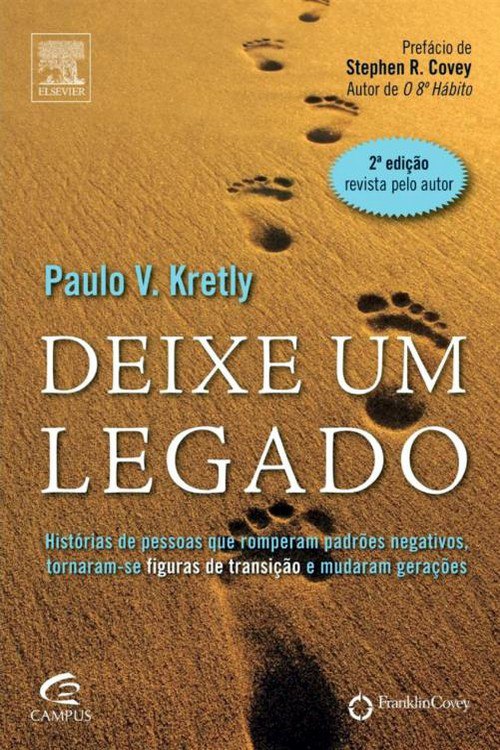 ELSEVIER
Prefácio de
Stephen R. Covey
Autor de O 8º Hábito
2ª edição
revista pelo autor
Paulo V. Kretly
DEIXE UM
LEGADO
Histórias de pessoas que romperam padrões negativos,
tornaram-se figuras de transição e mudaram gerações
CAMPUS
FranklinCovey